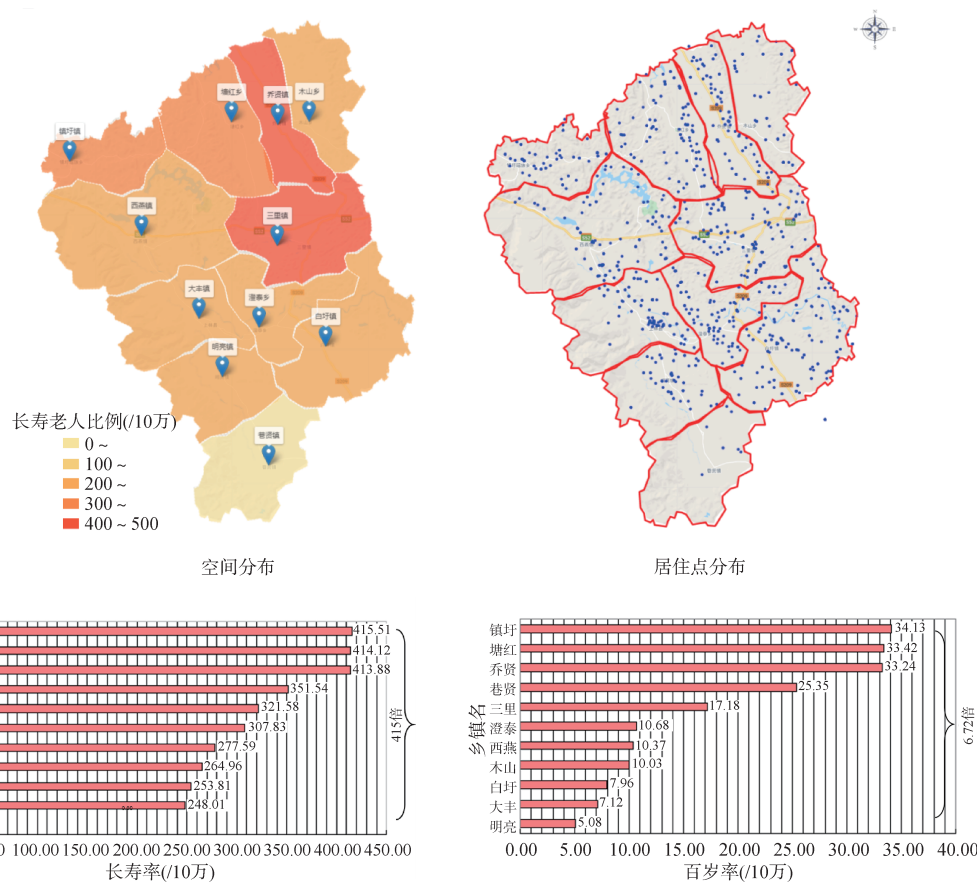 塘红乡
乔贤镇
木山乡
镇圩镇
西燕镇
三里镇
大丰镇
澄泰乡
白圩镇
明亮镇
巷贤镇
长寿老人比例(/10万)
0 ~
100 ~
200 ~
300 ~
400 ~ 500
空间分布
居住点分布
415.51
414.12
413.88
351.54
321.58
307.83
277.59
264.96
253.81
248.01
0.00
415倍
0 100.00 150.00 200.00 250.00 300.00 350.00 400.00 450.00
长寿率(/10万)
乡镇名
镇圩 34.13
塘红 33.42
乔贤 33.24
巷贤 25.35
三里 17.18
澄泰 10.68
西燕 10.37
木山 10.03
白圩 7.96
大丰 7.12
明亮 5.08
6.72倍
0.00 5.00 10.00 15.00 20.00 25.00 30.00 35.00 40.00
百岁率(/10万)